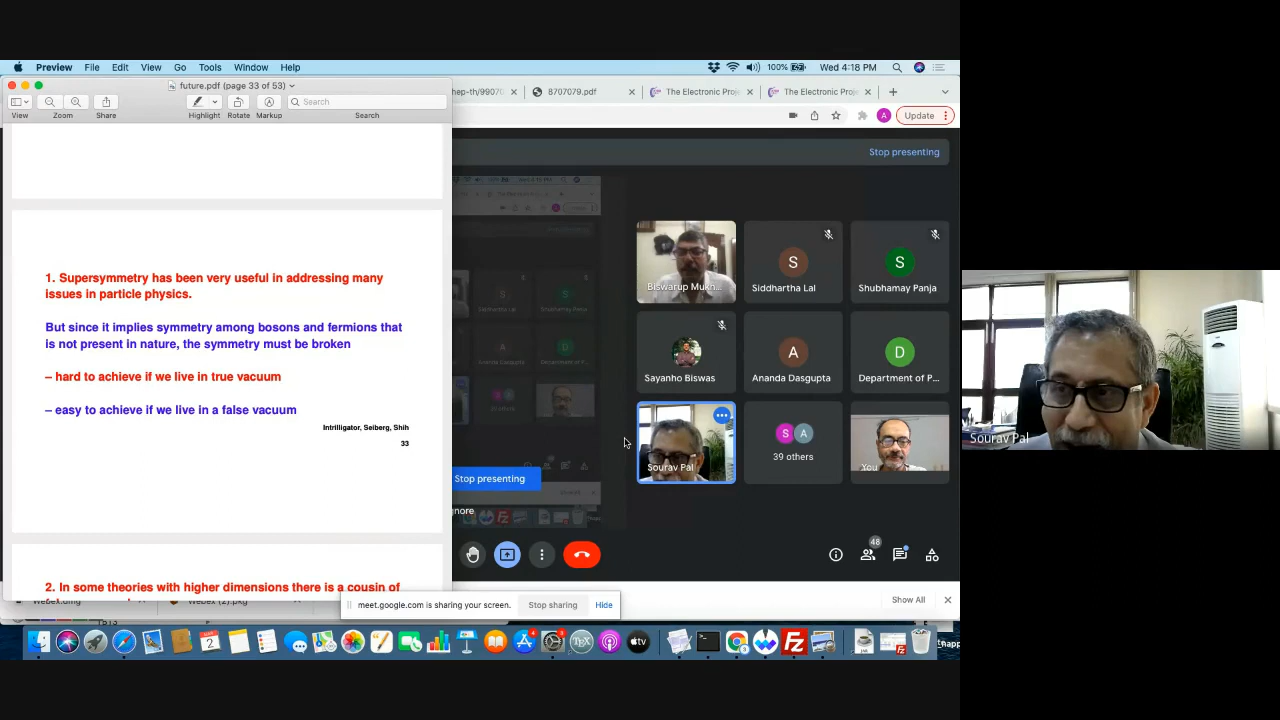 Preview File Edit View Go Tools Window Help
100% Wed 4:18 PM
future.pdf (page 33 of 53)
View Zoom Share Highlight Rotate Markup Search
Search
8707079.pdf
The Electronic Proj
The Electronic Proj
A
Update
Stop presenting
1. Supersymmetry has been very useful in addressing many
issues in particle physics.
But since it implies symmetry among bosons and fermions that
is not present in nature, the symmetry must be broken
– hard to achieve if we live in true vacuum
– easy to achieve if we live in a false vacuum
Intrilligator, Seiberg, Shih
33
2. In some theories with higher dimensions there is a cousin of
Biswarup Mukh...
S
Siddhartha Lal
S
Shubhamay Panja
Sayanho Biswas
A
Ananda Dasgupta
D
Department of P...
Sourav Pal
S A
39 others
You
Stop presenting
48
meet.google.com is sharing your screen.
Stop sharing
Hide
Show All
Sourav Pal